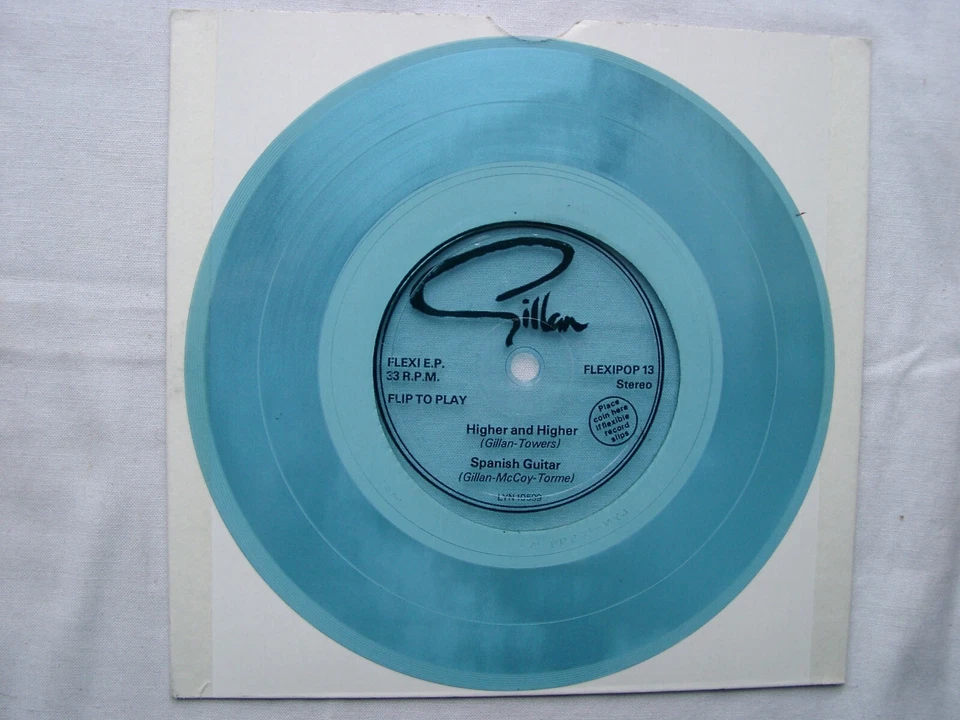 Gillan
FLEXI E.P.
33 R.P.M.
FLIP TO PLAY
FLEXIPOP 13
Stereo
Place
coin here
if flexible
record
slips
Higher and Higher
(Gillan-Towers)
Spanish Guitar
(Gillan-McCoy-Torme)